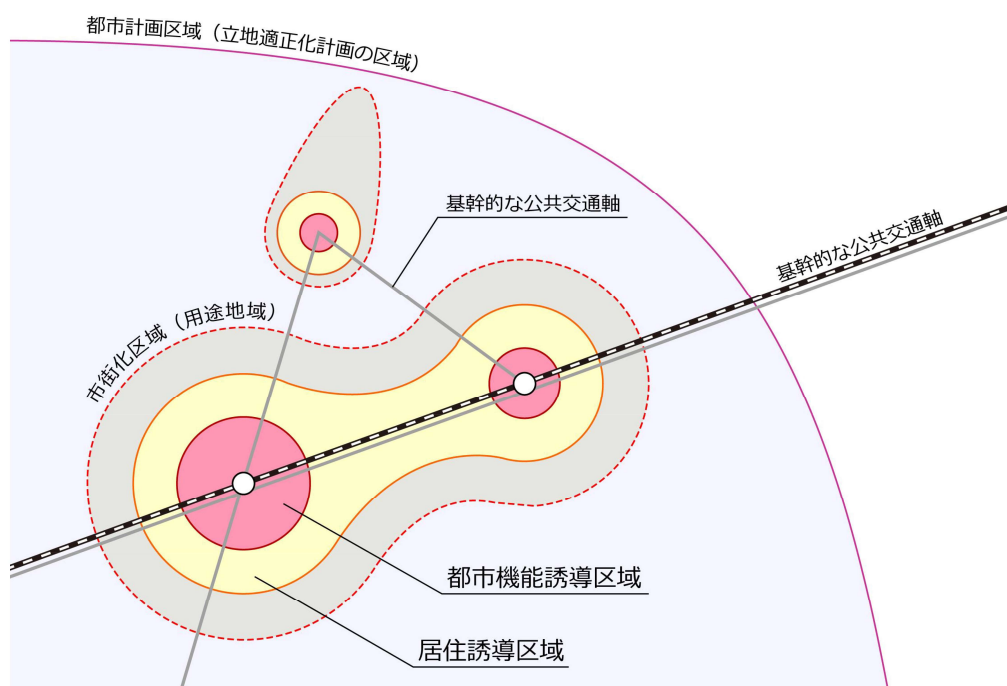 都市計画区域（立地適正化計画の区域）
基幹的な公共交通軸
基幹的な公共交通軸
市街化区域（用途地域）
都市機能誘導区域
居住誘導区域